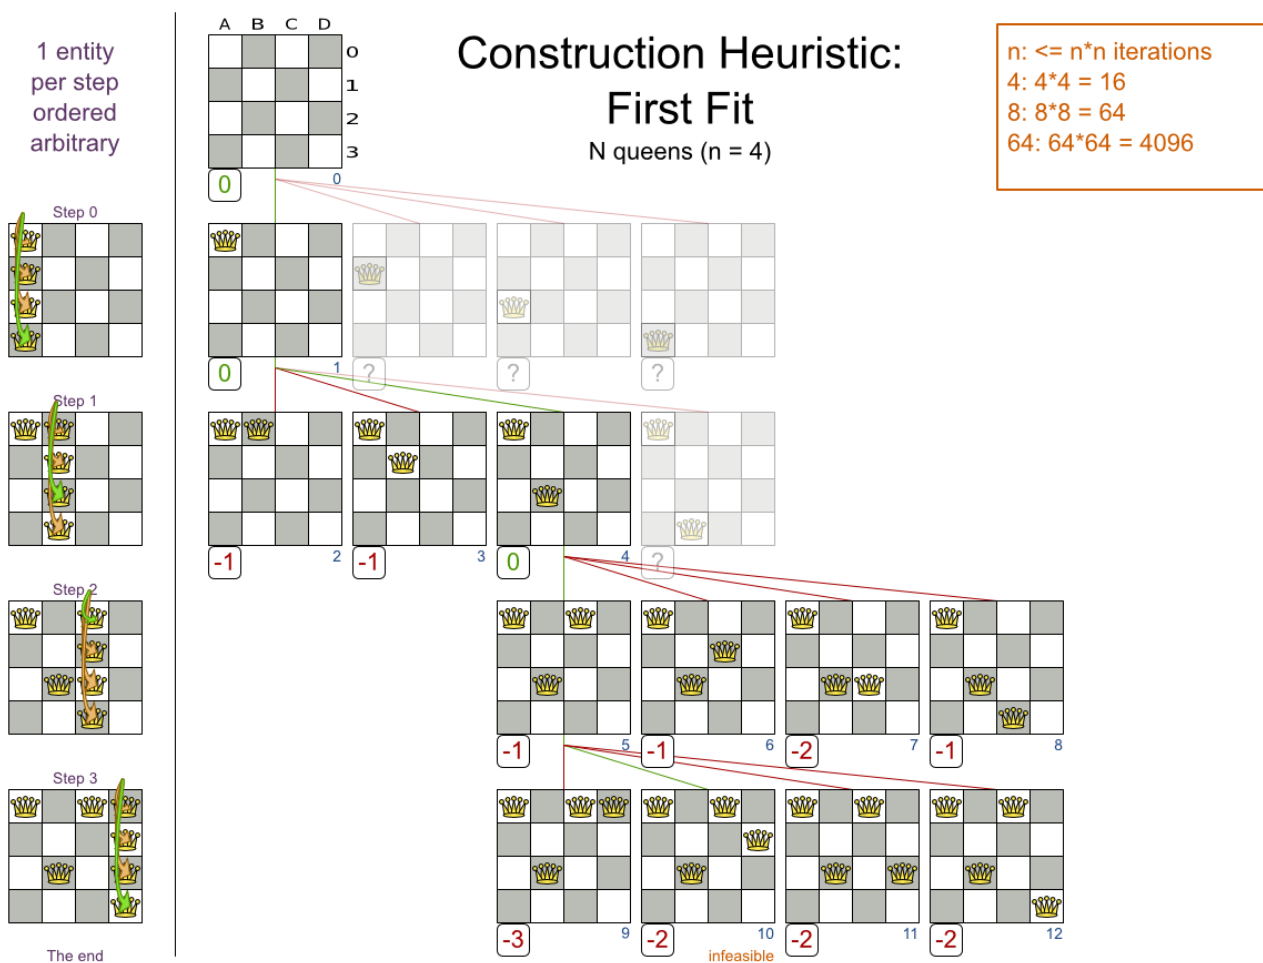 1 entity
per step
ordered
arbitrary
A B C D
0
1
2
3
Construction Heuristic:
First Fit
N queens (n = 4)
n: <= n*n iterations
4: 4*4 = 16
8: 8*8 = 64
64: 64*64 = 4096
0 0
Step 0
0 1 ? ? ?
Step 1
-1 2 -1 3 0 4 ?
Step 2
-1 5 -1 6 -2 7 -1 8
Step 3
-3 9 -2 10 -2 11 -2 12
The end
infeasible